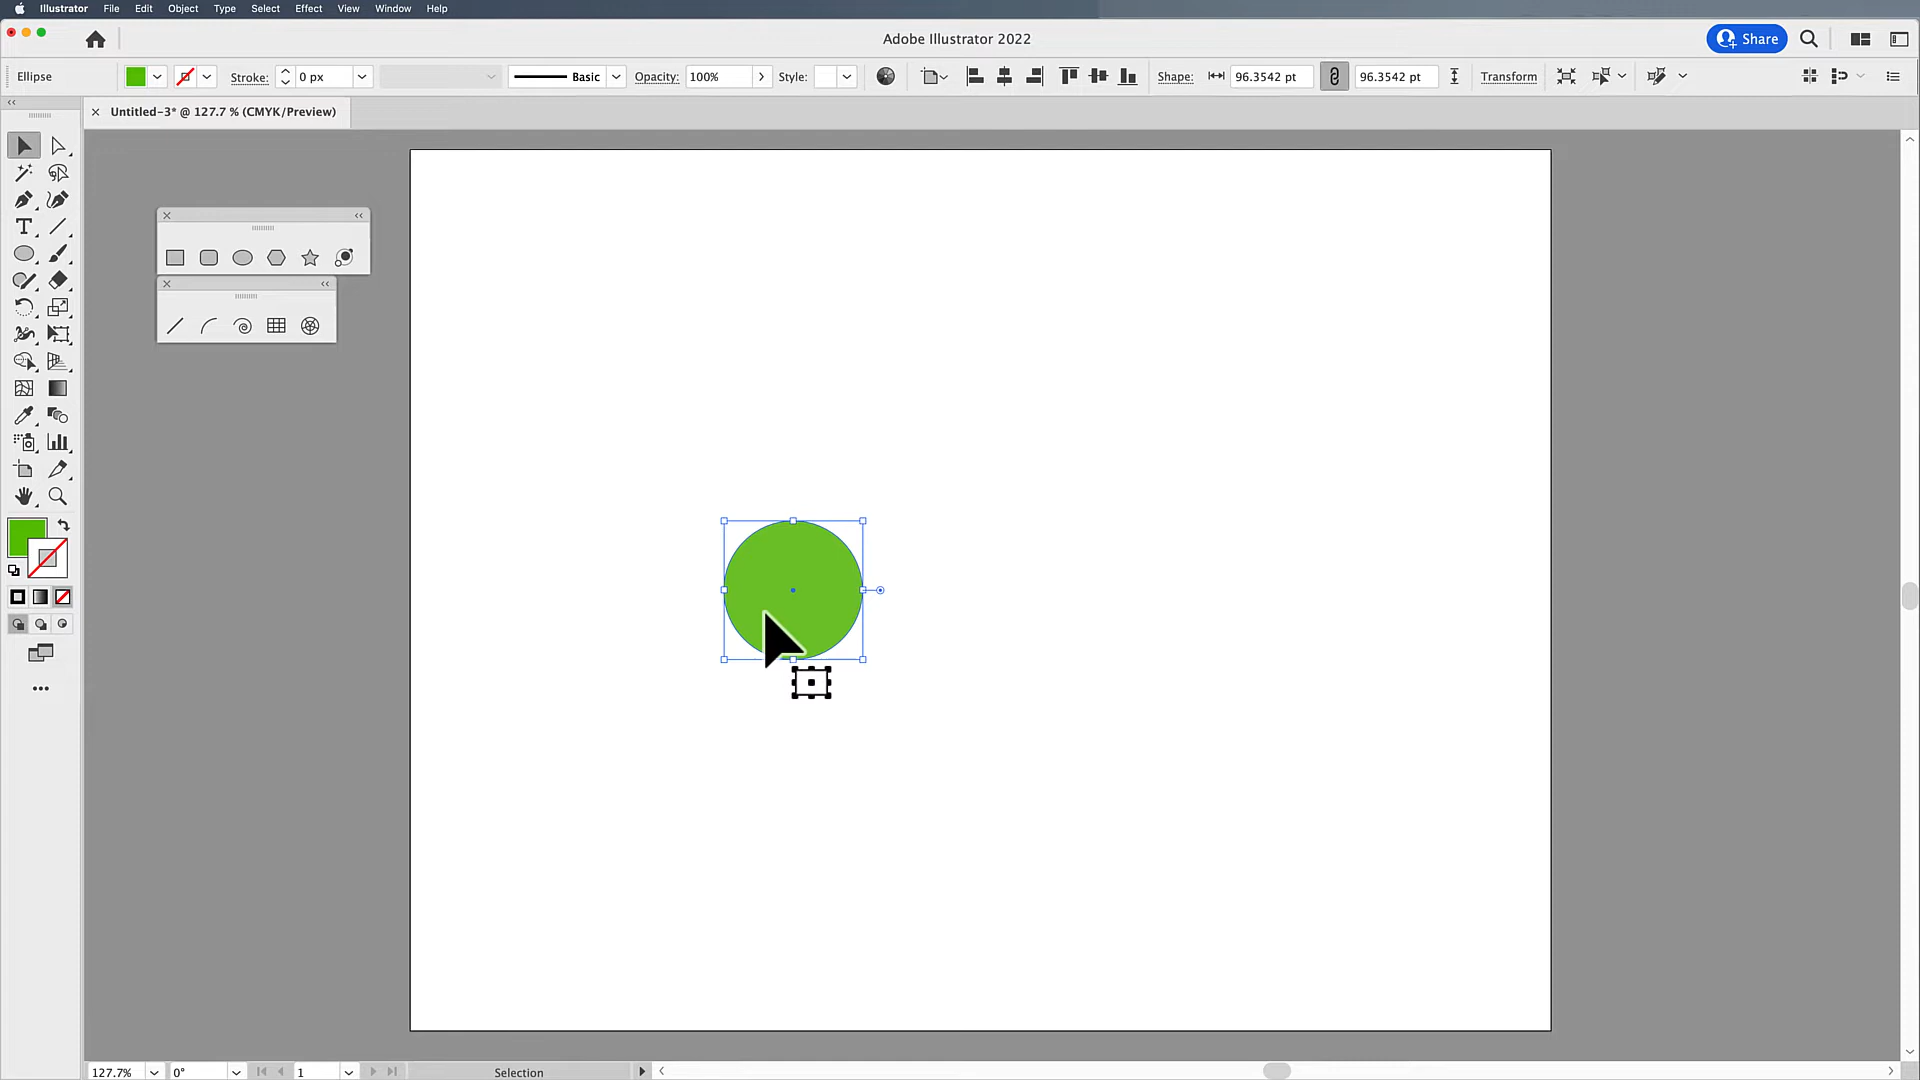 Illustrator File Edit Object Type Select Effect View Window Help
Adobe Illustrator 2022
Share
Ellipse Stroke: 0 px Basic Opacity: 100% Style: Shape: 96.3542 pt 96.3542 pt Transform
Untitled-3* @ 127.7 % (CMYK/Preview)
127.7% 0° 1 Selection